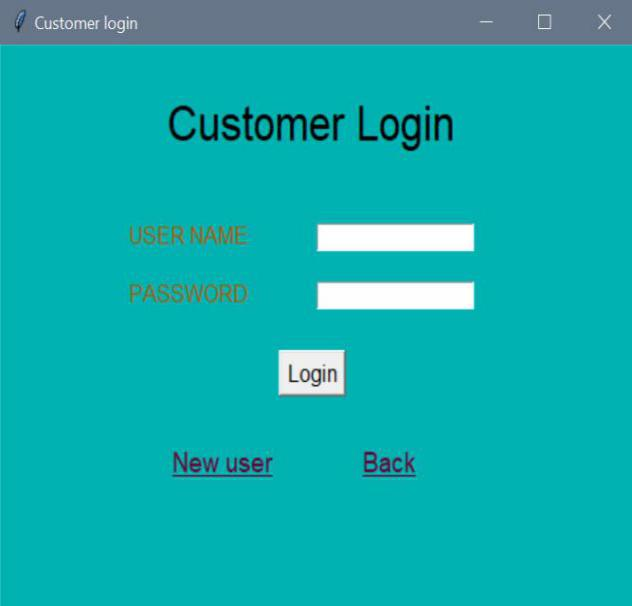 Customer login
Customer Login
USER NAME
PASSWORD
Login
New user Back